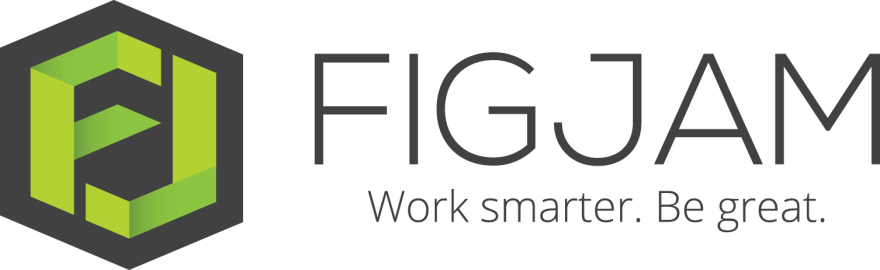 FIGJAM
Work smarter. Be great.